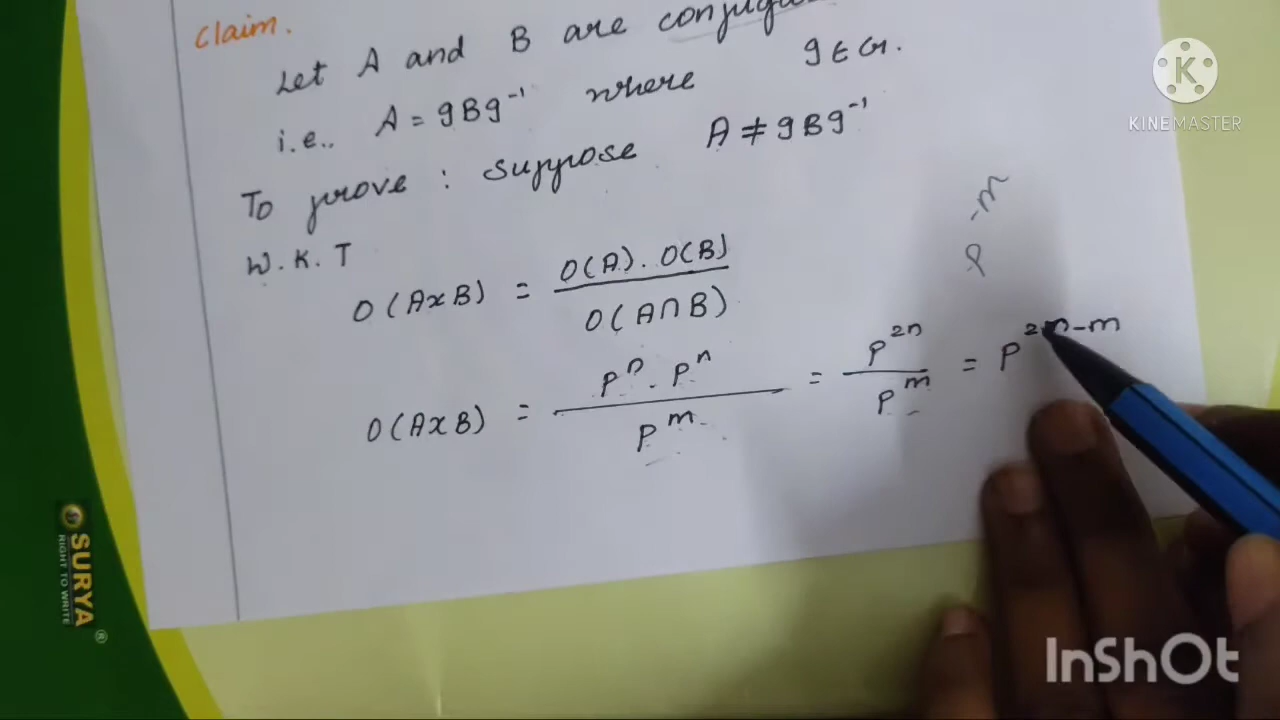 claim.
Let A and B are
i.e.. A = gBg⁻¹ where g ∈ G.
To prove : suppose A ≠ gBg⁻¹
W.K.T
O(AxB) = O(A). O(B) / O(A∩B)
O(AxB) = pⁿ. pⁿ / pᵐ = p²ⁿ / pᵐ = p²ⁿ⁻ᵐ
p⁻ᵐ
K
KINEMASTER
SURYA
RIGHT TO WRITE
InShOt